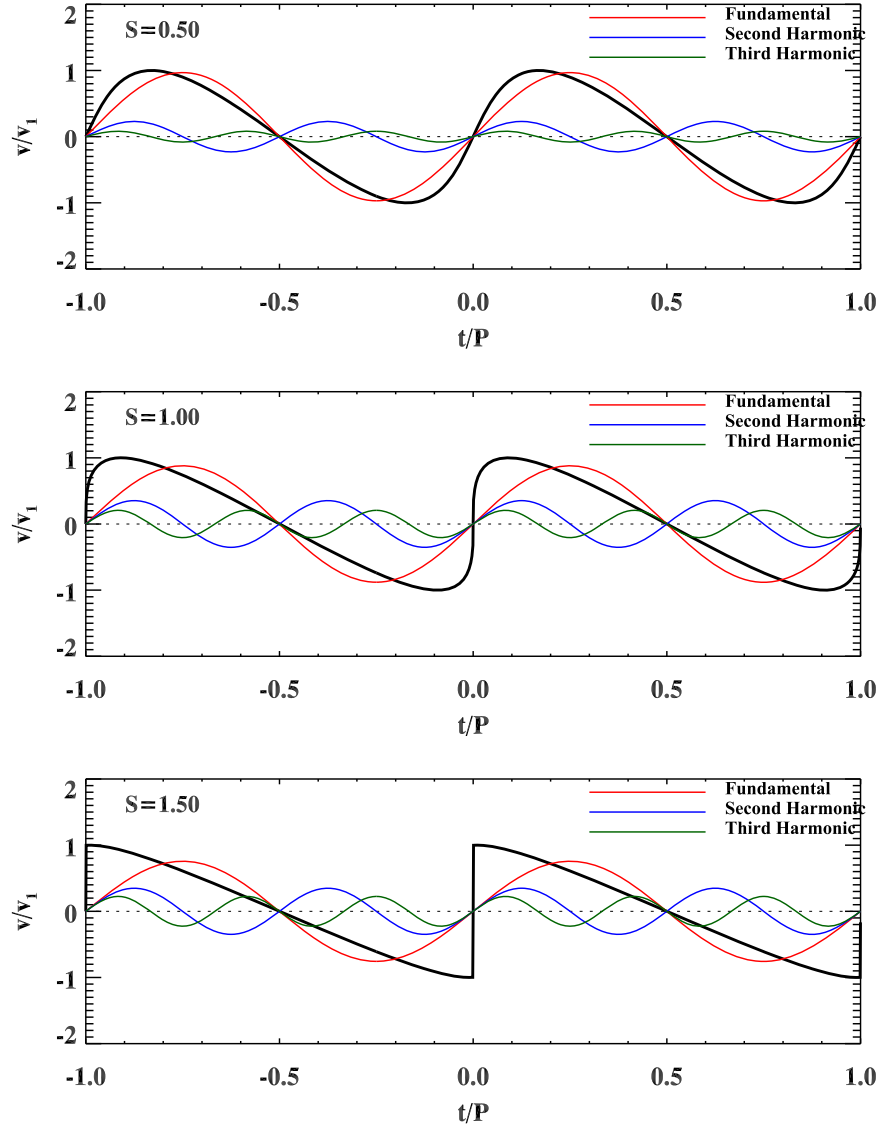 S=0.50
Fundamental
Second Harmonic
Third Harmonic
2
1
0
-1
-2
v/v1
-1.0 -0.5 0.0 0.5 1.0
t/P
S=1.00
Fundamental
Second Harmonic
Third Harmonic
2
1
0
-1
-2
v/v1
-1.0 -0.5 0.0 0.5 1.0
t/P
S=1.50
Fundamental
Second Harmonic
Third Harmonic
2
1
0
-1
-2
v/v1
-1.0 -0.5 0.0 0.5 1.0
t/P